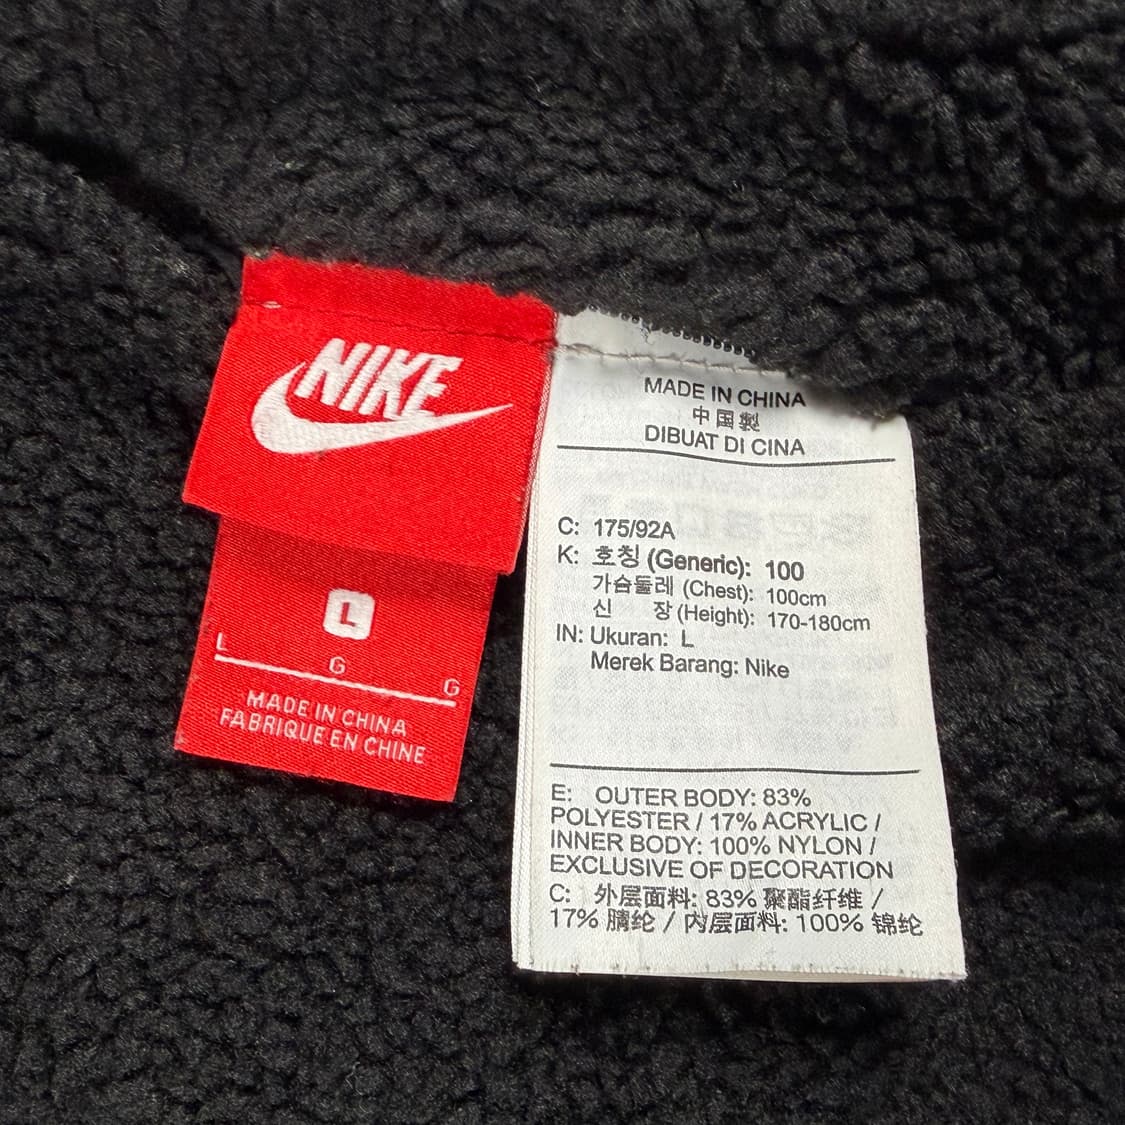 NIKE
L
L
G
G
MADE IN CHINA
FABRIQUE EN CHINE
MADE IN CHINA
中国製
DIBUAT DI CINA
C: 175/92A
K: 호칭 (Generic): 100
가슴둘레 (Chest): 100cm
신 장 (Height): 170-180cm
IN: Ukuran: L
Merek Barang: Nike
E: OUTER BODY: 83%
POLYESTER / 17% ACRYLIC /
INNER BODY: 100% NYLON /
EXCLUSIVE OF DECORATION
C: 外层面料: 83% 聚酯纤维 /
17% 腈纶 / 内层面料: 100% 锦纶